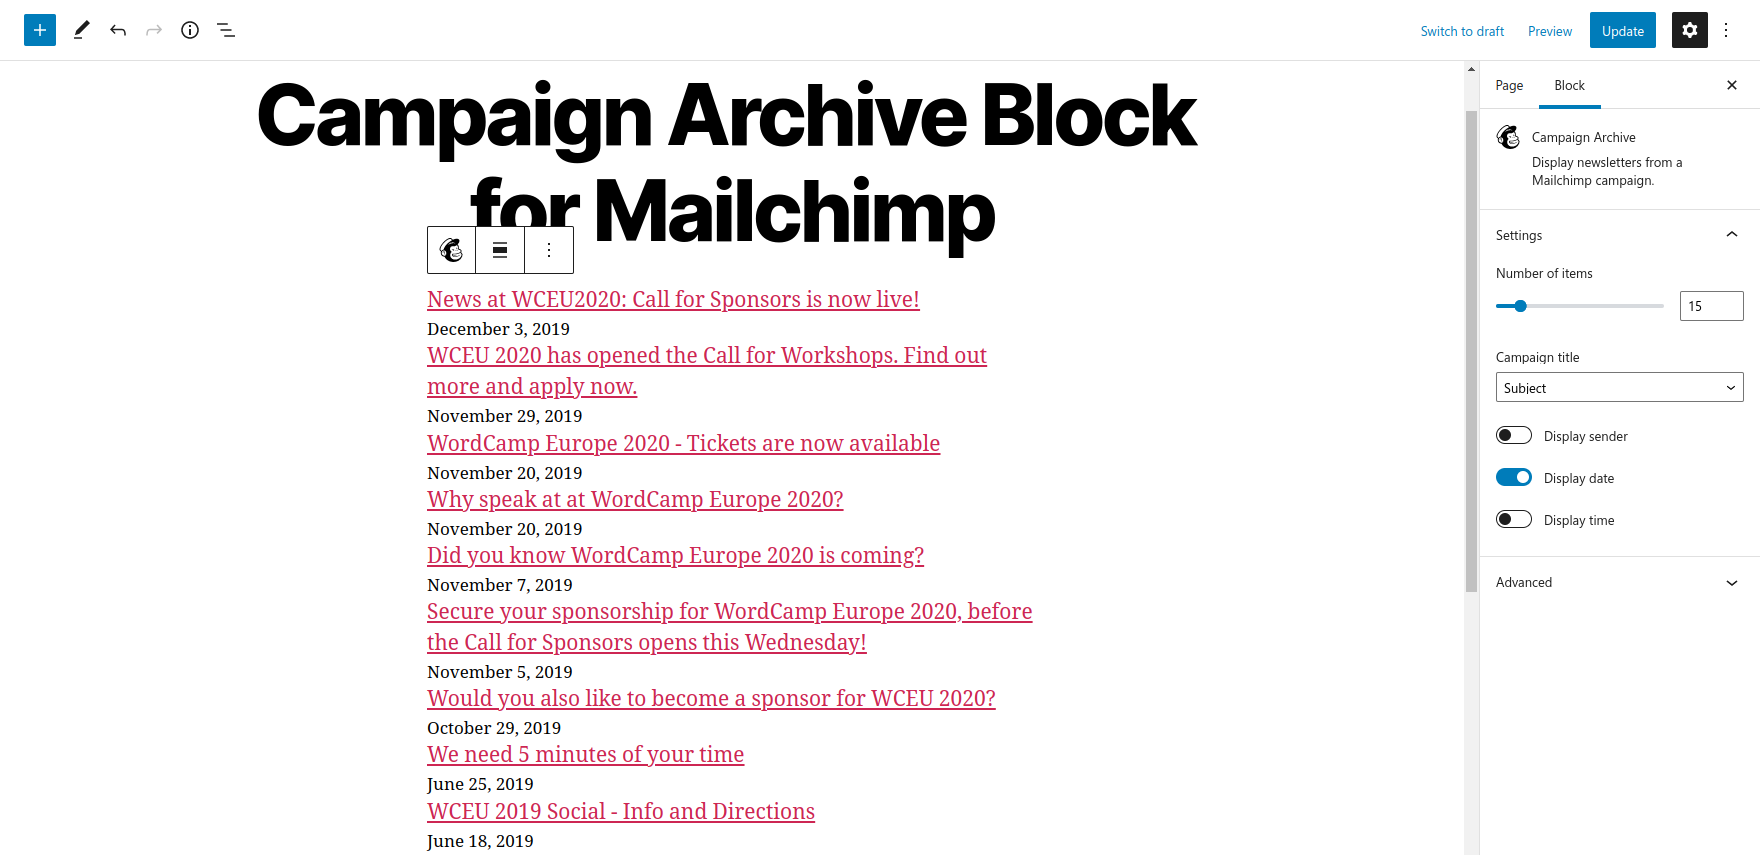 Switch to draft Preview Update
Campaign Archive Block
for Mailchimp
News at WCEU2020: Call for Sponsors is now live!
December 3, 2019
WCEU 2020 has opened the Call for Workshops. Find out
more and apply now.
November 29, 2019
WordCamp Europe 2020 - Tickets are now available
November 20, 2019
Why speak at at WordCamp Europe 2020?
November 20, 2019
Did you know WordCamp Europe 2020 is coming?
November 7, 2019
Secure your sponsorship for WordCamp Europe 2020, before
the Call for Sponsors opens this Wednesday!
November 5, 2019
Would you also like to become a sponsor for WCEU 2020?
October 29, 2019
We need 5 minutes of your time
June 25, 2019
WCEU 2019 Social - Info and Directions
June 18, 2019
Page Block
Campaign Archive
Display newsletters from a
Mailchimp campaign.
Settings
Number of items
15
Campaign title
Subject
Display sender
Display date
Display time
Advanced